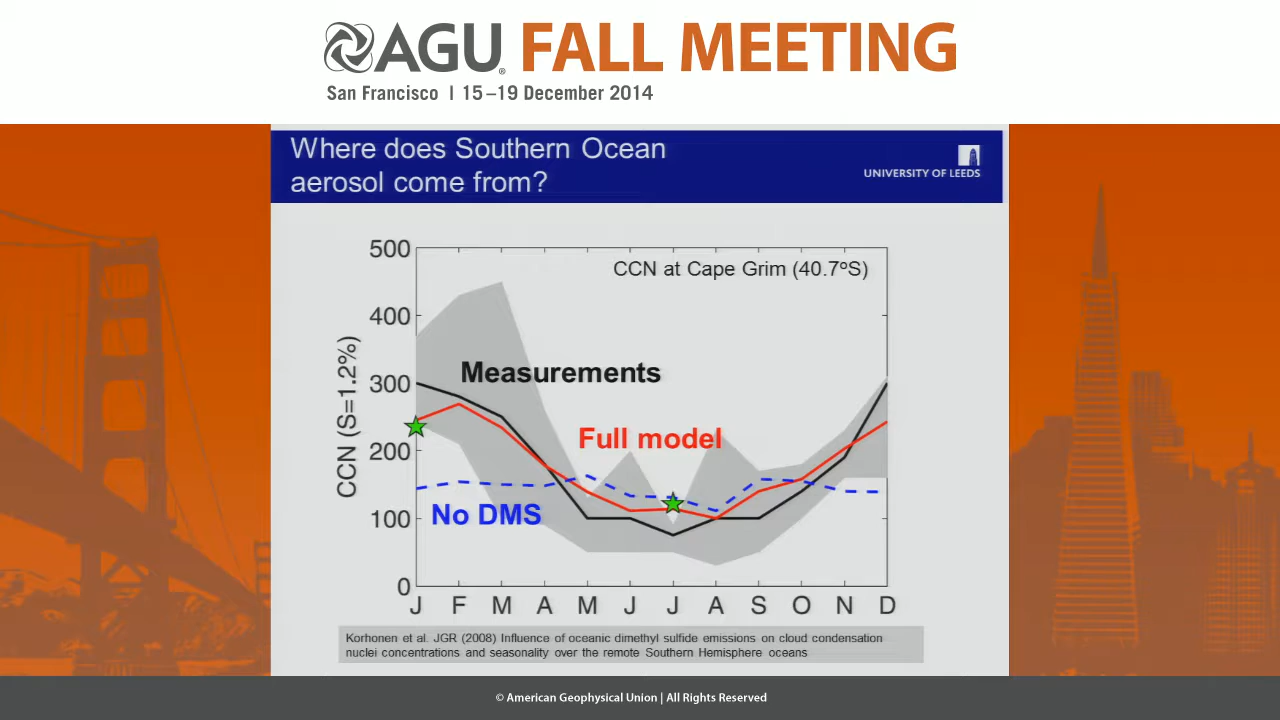 AGU® FALL MEETING
San Francisco | 15–19 December 2014
Where does Southern Ocean
aerosol come from?
UNIVERSITY OF LEEDS
CCN at Cape Grim (40.7ºS)
CCN (S=1.2%)
500
400
300
200
100
0
Measurements
Full model
No DMS
J F M A M J J A S O N D
Korhonen et al. JGR (2008) Influence of oceanic dimethyl sulfide emissions on cloud condensation
nuclei concentrations and seasonality over the remote Southern Hemisphere oceans
© American Geophysical Union | All Rights Reserved